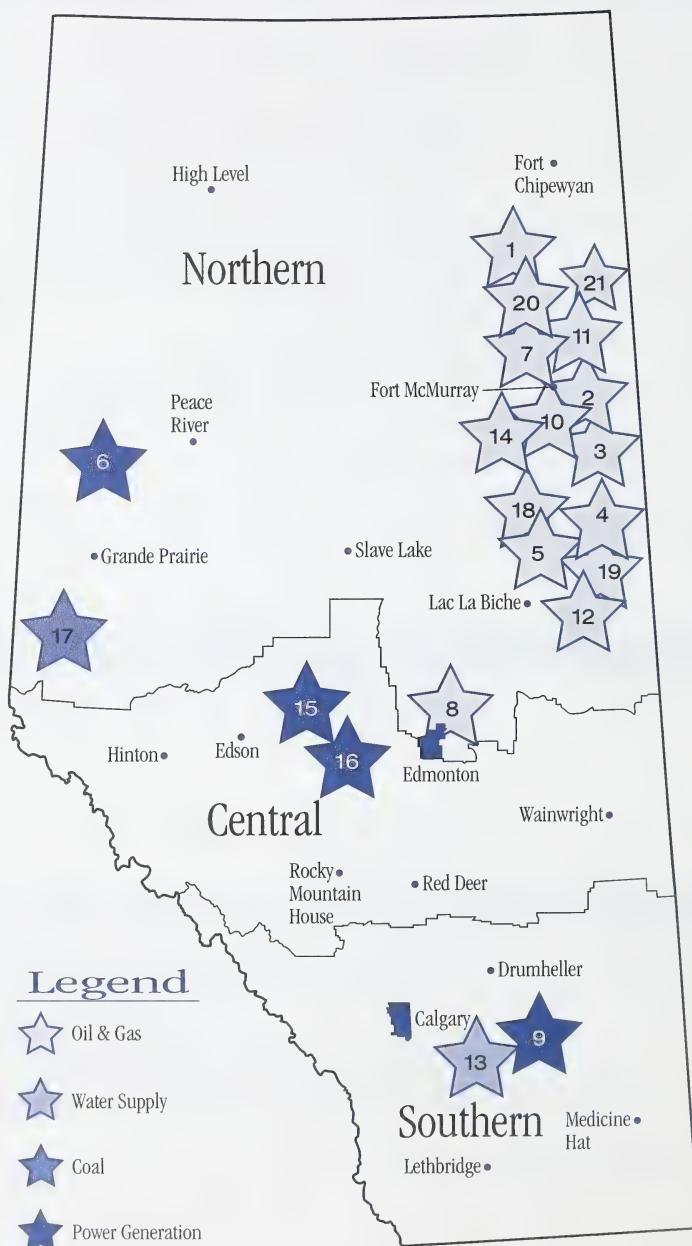 High Level
Fort
Chipewyan
Northern
1
21
20
11
7
Fort McMurray
2
10
Peace
River
14
3
6
18
4
Grande Prairie
Slave Lake
5
19
Lac La Biche
12
17
15
8
Hinton
Edson
16
Edmonton
Central
Wainwright
Rocky
Mountain
House
Red Deer
Legend
Drumheller
Oil & Gas
Calgary
9
13
Water Supply
Southern
Medicine
Hat
Coal
Lethbridge
Power Generation